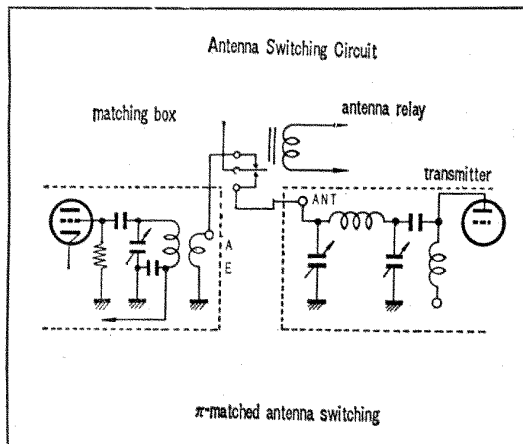 Antenna Switching Circuit
matching box
antenna relay
transmitter
ANT
A
E
π-matched antenna switching